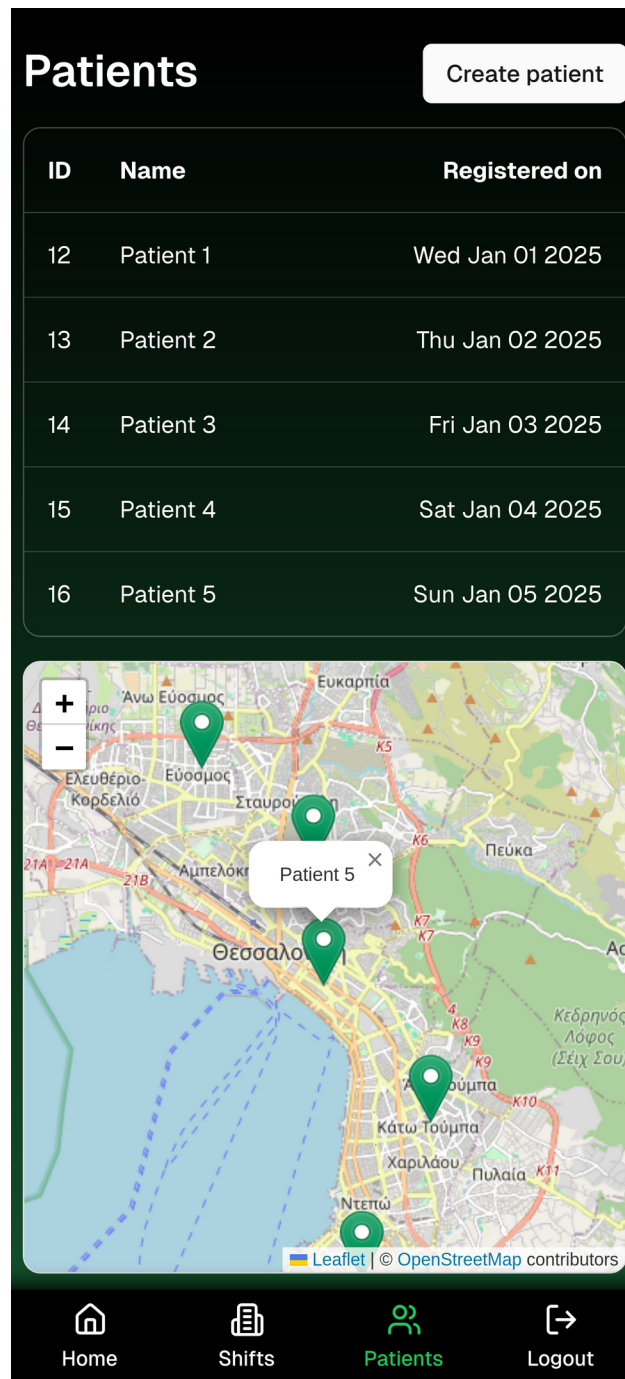 Patients
Create patient
ID Name Registered on
12 Patient 1 Wed Jan 01 2025
13 Patient 2 Thu Jan 02 2025
14 Patient 3 Fri Jan 03 2025
15 Patient 4 Sat Jan 04 2025
16 Patient 5 Sun Jan 05 2025
+
−
Ευκαρπία
Άνω Εύοσμος
K5
Εύοσμος
Ελευθέριο-
Κορδελιό
K6
Πεύκα
21A 21A
21B
Patient 5 ×
K7
K7
4
K8
K9
K9
Κεδρηνός
Λόφος
(Σέιχ Σου)
K10
Κάτω Τούμπα
Χαριλάου
Πυλαία
K11
Ντεπώ
Leaflet | © OpenStreetMap contributors
Home Shifts Patients Logout